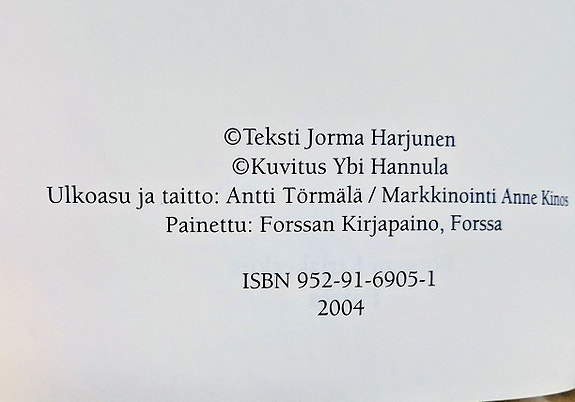 ©Teksti Jorma Harjunen
©Kuvitus Ybi Hannula
Ulkoasu ja taitto: Antti Törmälä / Markkinointi Anne Kinos
Painettu: Forssan Kirjapaino, Forssa
ISBN 952-91-6905-1
2004